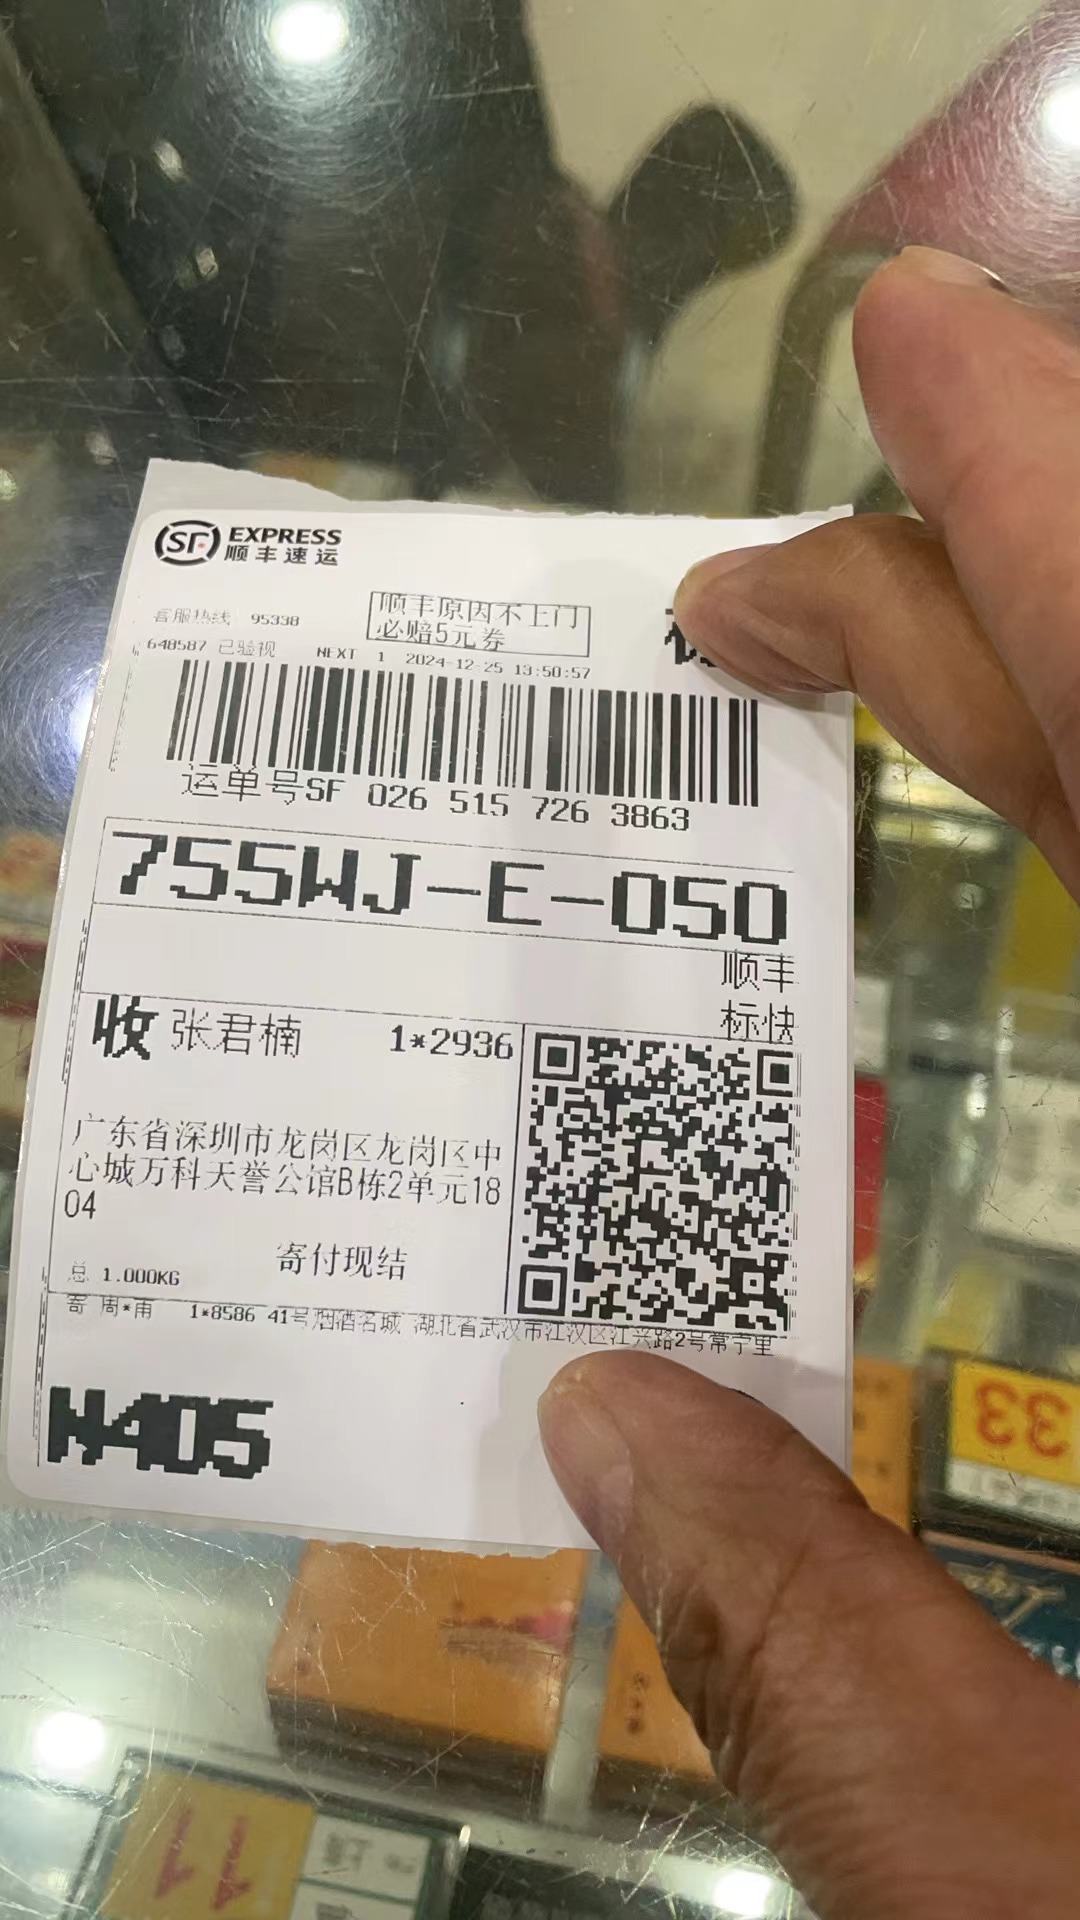 SF EXPRESS
顺丰速运
客服热线 95338
顺丰原因不上门
必赔5元券
648587 已验视 NEXT 1 2024-12-25 13:50:57
运单号SF 026 515 726 3863
755WJ-E-050
顺丰
标快
收 张君楠 1*2936
广东省深圳市龙岗区龙岗区中
心城万科天誉公馆B栋2单元18
04
寄付现结
总 1.000KG
寄 周*甫 1*8586 41号烟酒名城 湖北省武汉市江汉区江兴路2号常宁里
N405
33